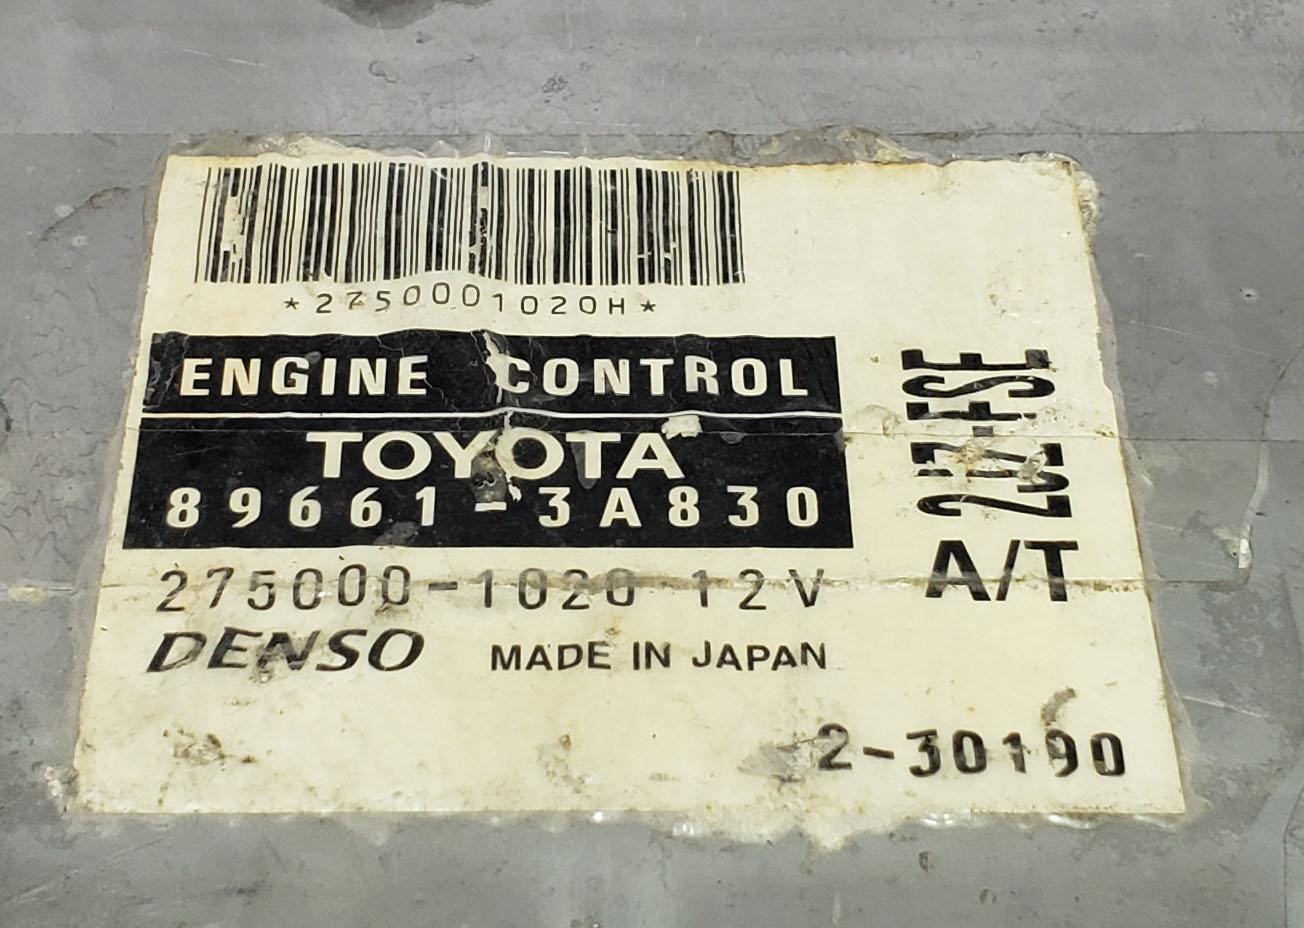 *2750001020H*
ENGINE CONTROL
TOYOTA
89661-3A830
275000-1020 12V
DENSO MADE IN JAPAN
2JZ-FSE
A/T
2-30190